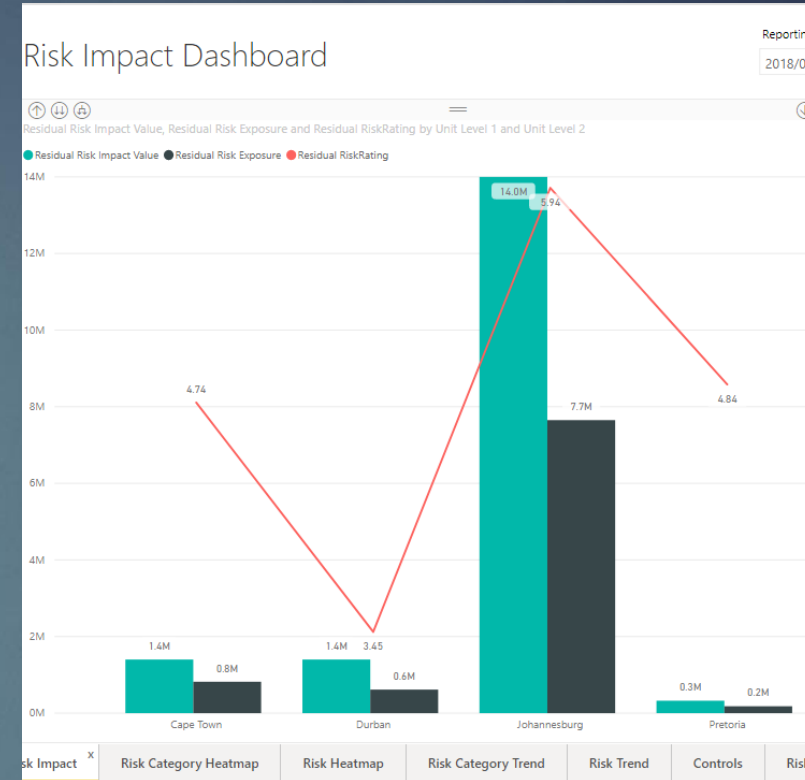 Reportin
Risk Impact Dashboard
2018/0
Residual Risk Impact Value, Residual Risk Exposure and Residual RiskRating by Unit Level 1 and Unit Level 2
Residual Risk Impact Value Residual Risk Exposure Residual RiskRating
14M
14.0M
5.94
12M
10M
4.74
4.84
8M
7.7M
6M
4M
2M
1.4M 0.8M 1.4M 3.45 0.6M 0.3M 0.2M
0M
Cape Town Durban Johannesburg Pretoria
sk Impact x Risk Category Heatmap Risk Heatmap Risk Category Trend Risk Trend Controls Ris